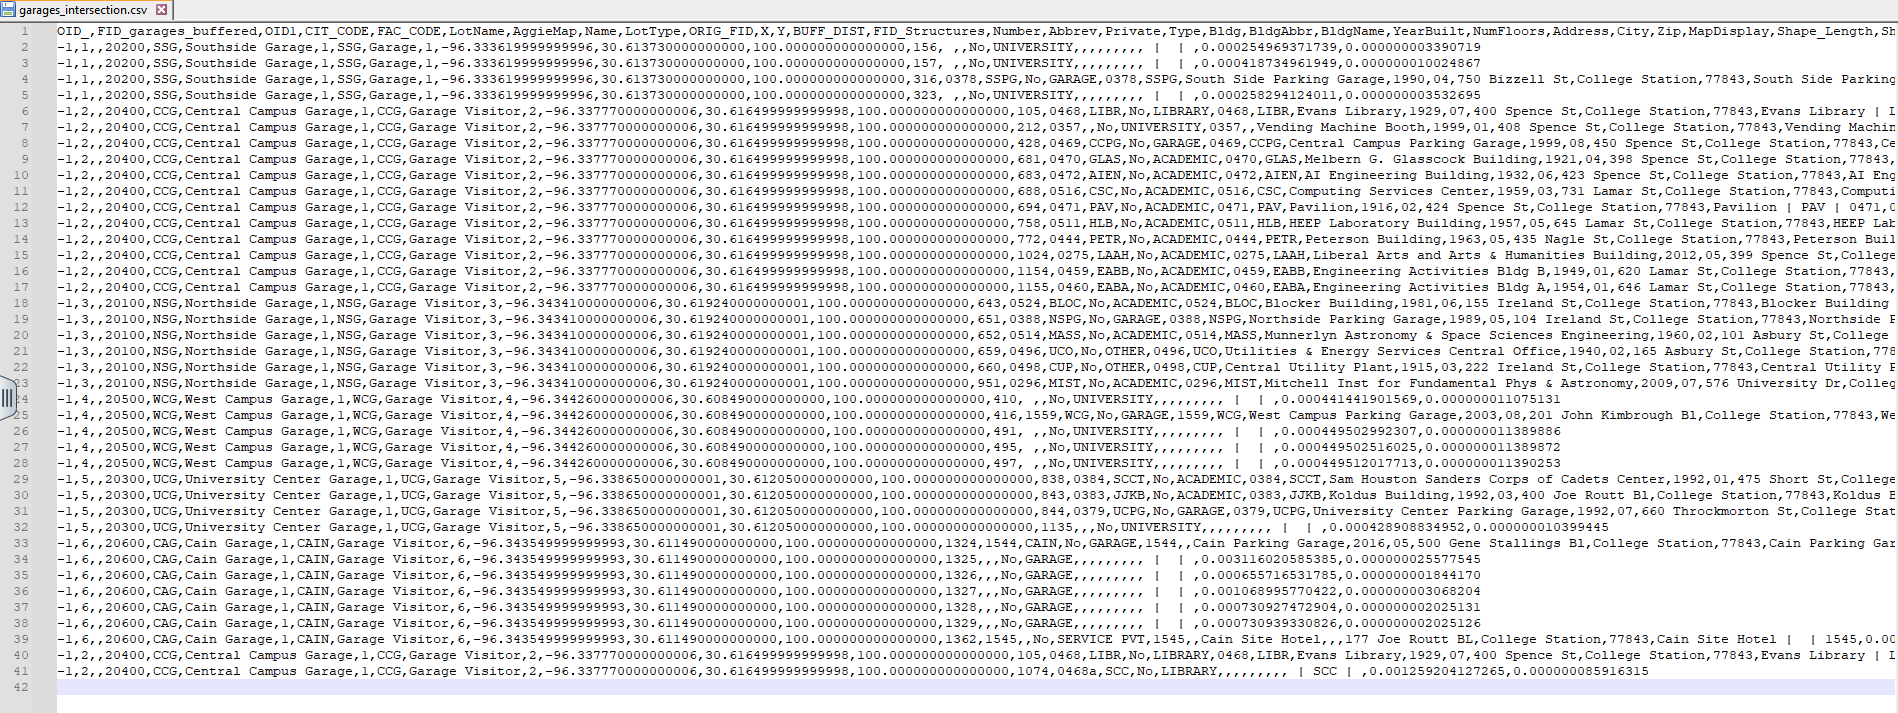 garages_intersection.csv
1 OID_,FID_garages_buffered,OID1,CIT_CODE,FAC_CODE,LotName,AggieMap,Name,LotType,ORIG_FID,X,Y,BUFF_DIST,FID_Structures,Number,Abbrev,Private,Type,Bldg,BldgAbbr,BldgName,YearBuilt,NumFloors,Address,City,Zip,MapDisplay,Shape_Length,Sh
2 -1,1,,20200,SSG,Southside Garage,1,SSG,Garage,1,-96.333619999999996,30.613730000000000,100.000000000000000,156, ,,No,UNIVERSITY,,,,,,,,, | | ,0.000254969371739,0.000000003390719
3 -1,1,,20200,SSG,Southside Garage,1,SSG,Garage,1,-96.333619999999996,30.613730000000000,100.000000000000000,157, ,,No,UNIVERSITY,,,,,,,,, | | ,0.000418734961949,0.000000010024867
4 -1,1,,20200,SSG,Southside Garage,1,SSG,Garage,1,-96.333619999999996,30.613730000000000,100.000000000000000,316,0378,SSPG,No,GARAGE,0378,SSPG,South Side Parking Garage,1990,04,750 Bizzell St,College Station,77843,South Side Parking
5 -1,1,,20200,SSG,Southside Garage,1,SSG,Garage,1,-96.333619999999996,30.613730000000000,100.000000000000000,323, ,,No,UNIVERSITY,,,,,,,,, | | ,0.000258294124011,0.000000003532695
6 -1,2,,20400,CCG,Central Campus Garage,1,CCG,Garage Visitor,2,-96.337770000000006,30.616499999999998,100.000000000000000,105,0468,LIBR,No,LIBRARY,0468,LIBR,Evans Library,1929,07,400 Spence St,College Station,77843,Evans Library | L
7 -1,2,,20400,CCG,Central Campus Garage,1,CCG,Garage Visitor,2,-96.337770000000006,30.616499999999998,100.000000000000000,212,0357,,No,UNIVERSITY,0357,,Vending Machine Booth,1999,01,408 Spence St,College Station,77843,Vending Machin
8 -1,2,,20400,CCG,Central Campus Garage,1,CCG,Garage Visitor,2,-96.337770000000006,30.616499999999998,100.000000000000000,428,0469,CCPG,No,GARAGE,0469,CCPG,Central Campus Parking Garage,1999,08,450 Spence St,College Station,77843,Ce
9 -1,2,,20400,CCG,Central Campus Garage,1,CCG,Garage Visitor,2,-96.337770000000006,30.616499999999998,100.000000000000000,681,0470,GLAS,No,ACADEMIC,0470,GLAS,Melbern G. Glasscock Building,1921,04,398 Spence St,College Station,77843,
10 -1,2,,20400,CCG,Central Campus Garage,1,CCG,Garage Visitor,2,-96.337770000000006,30.616499999999998,100.000000000000000,683,0472,AIEN,No,ACADEMIC,0472,AIEN,AI Engineering Building,1932,06,423 Spence St,College Station,77843,AI Eng
11 -1,2,,20400,CCG,Central Campus Garage,1,CCG,Garage Visitor,2,-96.337770000000006,30.616499999999998,100.000000000000000,688,0516,CSC,No,ACADEMIC,0516,CSC,Computing Services Center,1959,03,731 Lamar St,College Station,77843,Computi
12 -1,2,,20400,CCG,Central Campus Garage,1,CCG,Garage Visitor,2,-96.337770000000006,30.616499999999998,100.000000000000000,694,0471,PAV,No,ACADEMIC,0471,PAV,Pavilion,1916,02,424 Spence St,College Station,77843,Pavilion | PAV | 0471,0
13 -1,2,,20400,CCG,Central Campus Garage,1,CCG,Garage Visitor,2,-96.337770000000006,30.616499999999998,100.000000000000000,758,0511,HLB,No,ACADEMIC,0511,HLB,HEEP Laboratory Building,1957,05,645 Lamar St,College Station,77843,HEEP Lab
14 -1,2,,20400,CCG,Central Campus Garage,1,CCG,Garage Visitor,2,-96.337770000000006,30.616499999999998,100.000000000000000,772,0444,PETR,No,ACADEMIC,0444,PETR,Peterson Building,1963,05,435 Nagle St,College Station,77843,Peterson Buil
15 -1,2,,20400,CCG,Central Campus Garage,1,CCG,Garage Visitor,2,-96.337770000000006,30.616499999999998,100.000000000000000,1024,0275,LAAH,No,ACADEMIC,0275,LAAH,Liberal Arts and Arts & Humanities Building,2012,05,399 Spence St,College
16 -1,2,,20400,CCG,Central Campus Garage,1,CCG,Garage Visitor,2,-96.337770000000006,30.616499999999998,100.000000000000000,1154,0459,EABB,No,ACADEMIC,0459,EABB,Engineering Activities Bldg B,1949,01,620 Lamar St,College Station,77843,
17 -1,2,,20400,CCG,Central Campus Garage,1,CCG,Garage Visitor,2,-96.337770000000006,30.616499999999998,100.000000000000000,1155,0460,EABA,No,ACADEMIC,0460,EABA,Engineering Activities Bldg A,1954,01,646 Lamar St,College Station,77843,
18 -1,3,,20100,NSG,Northside Garage,1,NSG,Garage Visitor,3,-96.343410000000006,30.619240000000001,100.000000000000000,643,0524,BLOC,No,ACADEMIC,0524,BLOC,Blocker Building,1981,06,155 Ireland St,College Station,77843,Blocker Building
19 -1,3,,20100,NSG,Northside Garage,1,NSG,Garage Visitor,3,-96.343410000000006,30.619240000000001,100.000000000000000,651,0388,NSPG,No,GARAGE,0388,NSPG,Northside Parking Garage,1989,05,104 Ireland St,College Station,77843,Northside P
20 -1,3,,20100,NSG,Northside Garage,1,NSG,Garage Visitor,3,-96.343410000000006,30.619240000000001,100.000000000000000,652,0514,MASS,No,ACADEMIC,0514,MASS,Munnerlyn Astronomy & Space Sciences Engineering,1960,02,101 Asbury St,College
21 -1,3,,20100,NSG,Northside Garage,1,NSG,Garage Visitor,3,-96.343410000000006,30.619240000000001,100.000000000000000,659,0496,UCO,No,OTHER,0496,UCO,Utilities & Energy Services Central Office,1940,02,165 Asbury St,College Station,778
22 -1,3,,20100,NSG,Northside Garage,1,NSG,Garage Visitor,3,-96.343410000000006,30.619240000000001,100.000000000000000,660,0498,CUP,No,OTHER,0498,CUP,Central Utility Plant,1915,03,222 Ireland St,College Station,77843,Central Utility P
23 -1,3,,20100,NSG,Northside Garage,1,NSG,Garage Visitor,3,-96.343410000000006,30.619240000000001,100.000000000000000,951,0296,MIST,No,ACADEMIC,0296,MIST,Mitchell Inst for Fundamental Phys & Astronomy,2009,07,576 University Dr,Colleg
24 -1,4,,20500,WCG,West Campus Garage,1,WCG,Garage Visitor,4,-96.344260000000006,30.608490000000000,100.000000000000000,410, ,,No,UNIVERSITY,,,,,,,,, | | ,0.000441441901569,0.000000011075131
25 -1,4,,20500,WCG,West Campus Garage,1,WCG,Garage Visitor,4,-96.344260000000006,30.608490000000000,100.000000000000000,416,1559,WCG,No,GARAGE,1559,WCG,West Campus Parking Garage,2003,08,201 John Kimbrough Bl,College Station,77843,We
26 -1,4,,20500,WCG,West Campus Garage,1,WCG,Garage Visitor,4,-96.344260000000006,30.608490000000000,100.000000000000000,491, ,,No,UNIVERSITY,,,,,,,,, | | ,0.000449502992307,0.000000011389886
27 -1,4,,20500,WCG,West Campus Garage,1,WCG,Garage Visitor,4,-96.344260000000006,30.608490000000000,100.000000000000000,495, ,,No,UNIVERSITY,,,,,,,,, | | ,0.000449502516025,0.000000011389872
28 -1,4,,20500,WCG,West Campus Garage,1,WCG,Garage Visitor,4,-96.344260000000006,30.608490000000000,100.000000000000000,497, ,,No,UNIVERSITY,,,,,,,,, | | ,0.000449512017713,0.000000011390253
29 -1,5,,20300,UCG,University Center Garage,1,UCG,Garage Visitor,5,-96.338650000000001,30.612050000000000,100.000000000000000,838,0384,SCCT,No,ACADEMIC,0384,SCCT,Sam Houston Sanders Corps of Cadets Center,1992,01,475 Short St,College
30 -1,5,,20300,UCG,University Center Garage,1,UCG,Garage Visitor,5,-96.338650000000001,30.612050000000000,100.000000000000000,843,0383,JJKB,No,ACADEMIC,0383,JJKB,Koldus Building,1992,03,400 Joe Routt Bl,College Station,77843,Koldus B
31 -1,5,,20300,UCG,University Center Garage,1,UCG,Garage Visitor,5,-96.338650000000001,30.612050000000000,100.000000000000000,844,0379,UCPG,No,GARAGE,0379,UCPG,University Center Parking Garage,1992,07,660 Throckmorton St,College Stat
32 -1,5,,20300,UCG,University Center Garage,1,UCG,Garage Visitor,5,-96.338650000000001,30.612050000000000,100.000000000000000,1135,,,No,UNIVERSITY,,,,,,,,, | | ,0.000428908834952,0.000000010399445
33 -1,6,,20600,CAG,Cain Garage,1,CAIN,Garage Visitor,6,-96.343549999999993,30.611490000000000,100.000000000000000,1324,1544,CAIN,No,GARAGE,1544,,Cain Parking Garage,2016,05,500 Gene Stallings Bl,College Station,77843,Cain Parking Gar
34 -1,6,,20600,CAG,Cain Garage,1,CAIN,Garage Visitor,6,-96.343549999999993,30.611490000000000,100.000000000000000,1325,,,No,GARAGE,,,,,,,,, | | ,0.003116020585385,0.000000025577545
35 -1,6,,20600,CAG,Cain Garage,1,CAIN,Garage Visitor,6,-96.343549999999993,30.611490000000000,100.000000000000000,1326,,,No,GARAGE,,,,,,,,, | | ,0.000655716531785,0.000000001844170
36 -1,6,,20600,CAG,Cain Garage,1,CAIN,Garage Visitor,6,-96.343549999999993,30.611490000000000,100.000000000000000,1327,,,No,GARAGE,,,,,,,,, | | ,0.001068995770422,0.000000003068204
37 -1,6,,20600,CAG,Cain Garage,1,CAIN,Garage Visitor,6,-96.343549999999993,30.611490000000000,100.000000000000000,1328,,,No,GARAGE,,,,,,,,, | | ,0.000730927472904,0.000000002025131
38 -1,6,,20600,CAG,Cain Garage,1,CAIN,Garage Visitor,6,-96.343549999999993,30.611490000000000,100.000000000000000,1329,,,No,GARAGE,,,,,,,,, | | ,0.000730939330826,0.000000002025126
39 -1,6,,20600,CAG,Cain Garage,1,CAIN,Garage Visitor,6,-96.343549999999993,30.611490000000000,100.000000000000000,1362,1545,,No,SERVICE PVT,1545,,Cain Site Hotel,,,177 Joe Routt BL,College Station,77843,Cain Site Hotel | | 1545,0.00
40 -1,2,,20400,CCG,Central Campus Garage,1,CCG,Garage Visitor,2,-96.337770000000006,30.616499999999998,100.000000000000000,105,0468,LIBR,No,LIBRARY,0468,LIBR,Evans Library,1929,07,400 Spence St,College Station,77843,Evans Library | L
41 -1,2,,20400,CCG,Central Campus Garage,1,CCG,Garage Visitor,2,-96.337770000000006,30.616499999999998,100.000000000000000,1074,0468a,SCC,No,LIBRARY,,,,,,,,, | SCC | ,0.001259204127265,0.000000085916315
42